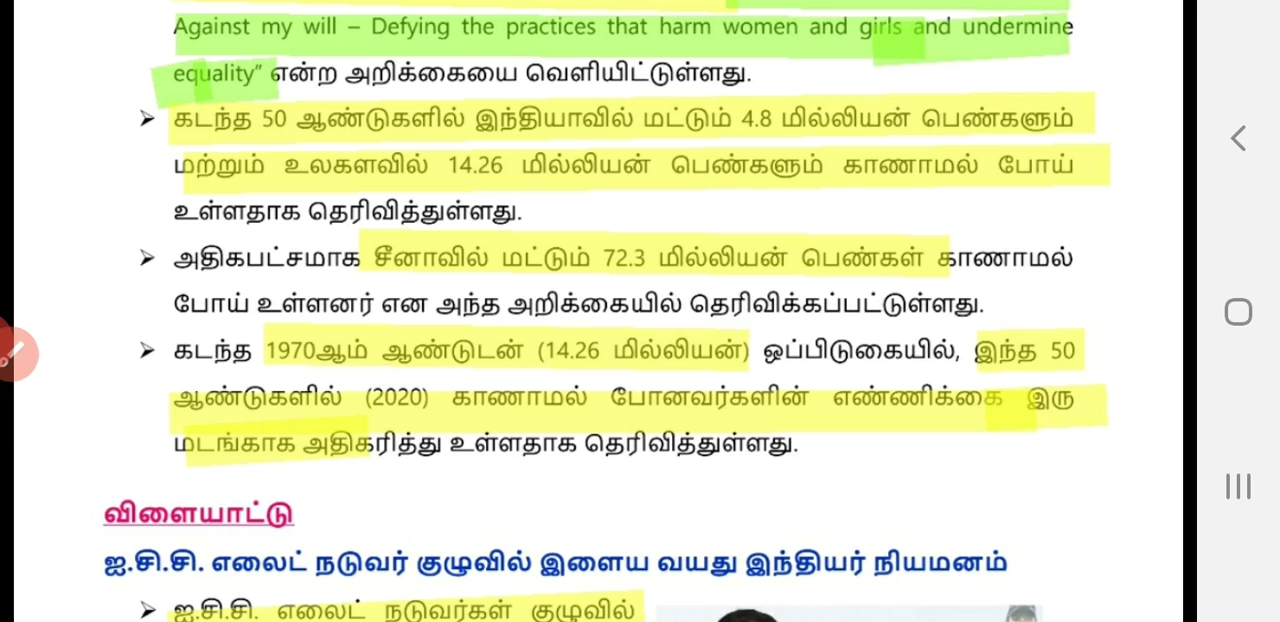 Against my will – Defying the practices that harm women and girls and undermine
equality” என்ற அறிக்கையை வெளியிட்டுள்ளது.
➢ கடந்த 50 ஆண்டுகளில் இந்தியாவில் மட்டும் 4.8 மில்லியன் பெண்களும்
மற்றும் உலகளவில் 14.26 மில்லியன் பெண்களும் காணாமல் போய்
உள்ளதாக தெரிவித்துள்ளது.
➢ அதிகபட்சமாக சீனாவில் மட்டும் 72.3 மில்லியன் பெண்கள் காணாமல்
போய் உள்ளனர் என அந்த அறிக்கையில் தெரிவிக்கப்பட்டுள்ளது.
➢ கடந்த 1970ஆம் ஆண்டுடன் (14.26 மில்லியன்) ஒப்பிடுகையில், இந்த 50
ஆண்டுகளில் (2020) காணாமல் போனவர்களின் எண்ணிக்கை இரு
மடங்காக அதிகரித்து உள்ளதாக தெரிவித்துள்ளது.
விளையாட்டு
ஐ.சி.சி. எலைட் நடுவர் குழுவில் இளைய வயது இந்தியர் நியமனம்
➢ ஐ.சி.சி. எலைட் நடுவர்கள் குழுவில்